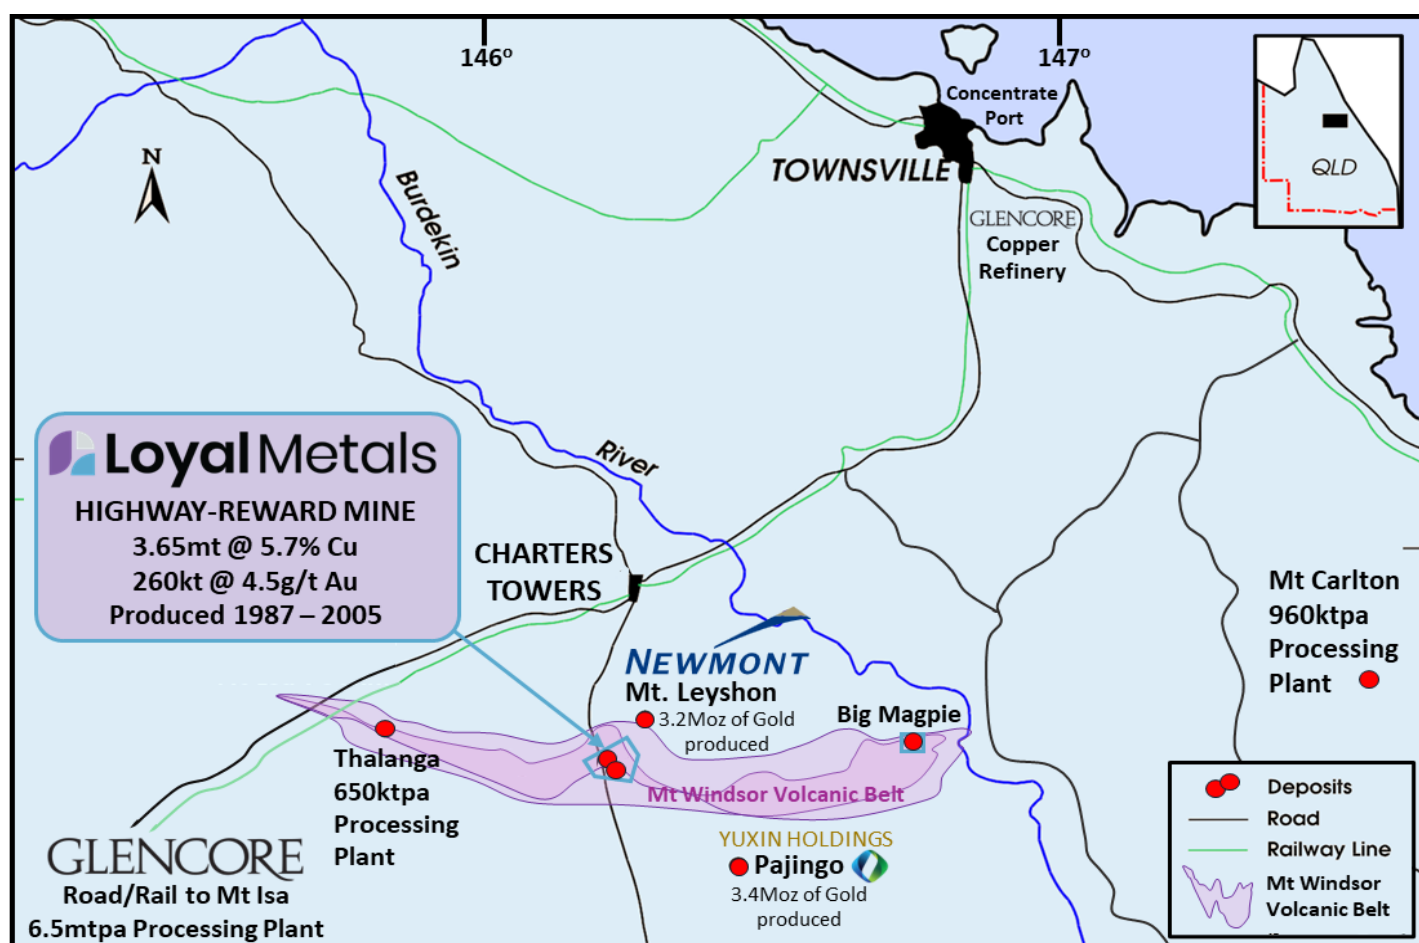 146°
147°
Concentrate
Port
N
TOWNSVILLE
QLD
Burdekin
GLENCORE
Copper
Refinery
Loyal Metals
HIGHWAY-REWARD MINE
3.65mt @ 5.7% Cu
260kt @ 4.5g/t Au
Produced 1987 – 2005
River
CHARTERS
TOWERS
NEWMONT
Mt. Leyshon
3.2Moz of Gold
produced
Big Magpie
Mt Carlton
960ktpa
Processing
Plant
Thalanga
650ktpa
Processing
Plant
Mt Windsor Volcanic Belt
YUXIN HOLDINGS
Pajingo
3.4Moz of Gold
produced
GLENCORE
Road/Rail to Mt Isa
6.5mtpa Processing Plant
Deposits
Road
Railway Line
Mt Windsor
Volcanic Belt